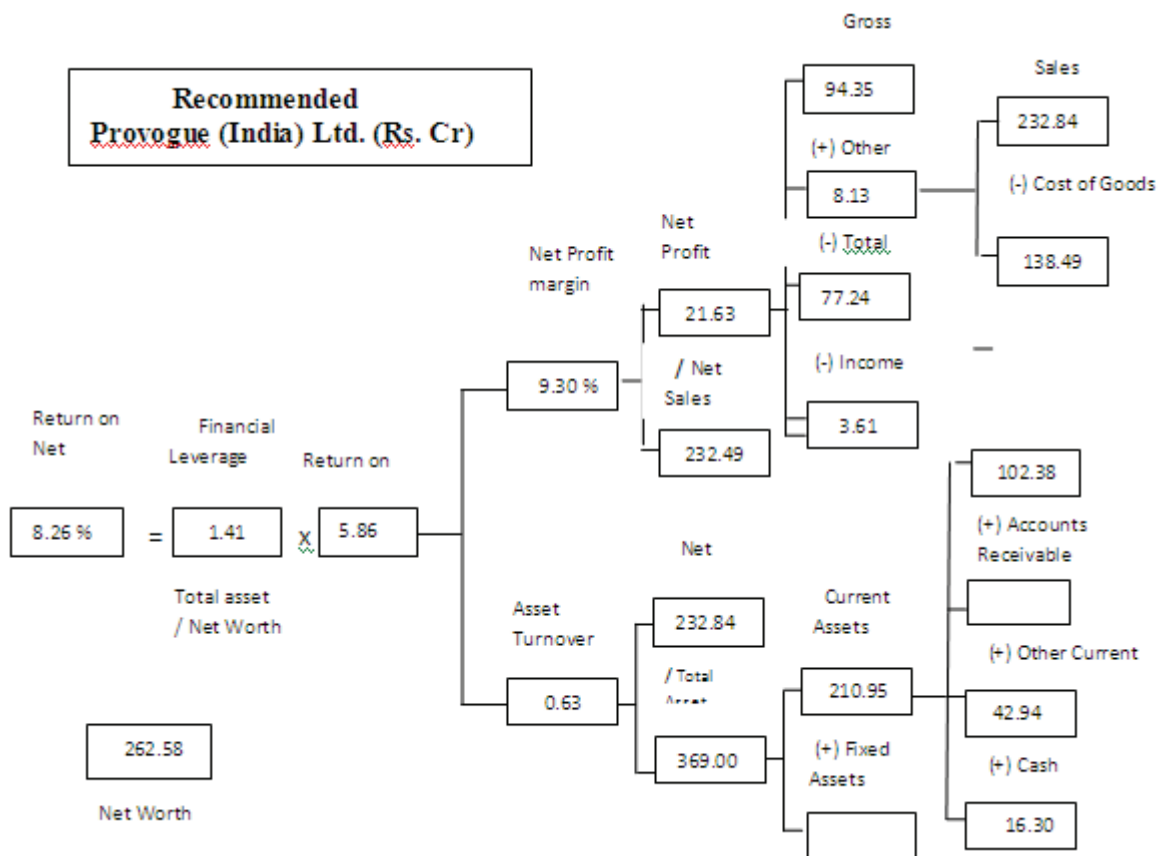 Gross
Sales
Recommended
Provogue (India) Ltd. (Rs. Cr)
94.35
232.84
(+) Other
8.13
(-) Cost of Goods
Net
Profit
(-) Total
Net Profit
margin
138.49
77.24
21.63
(-) Income
/ Net
Sales
9.30 %
3.61
Return on
Net
Financial
Leverage
Return on
232.49
102.38
(+) Accounts
Receivable
8.26 %
=
1.41
x
5.86
Net
Total asset
/ Net Worth
Asset
Turnover
232.84
Current
Assets
(+) Other Current
/ Total
0.63
210.95
42.94
262.58
369.00
(+) Fixed
Assets
(+) Cash
Net Worth
16.30